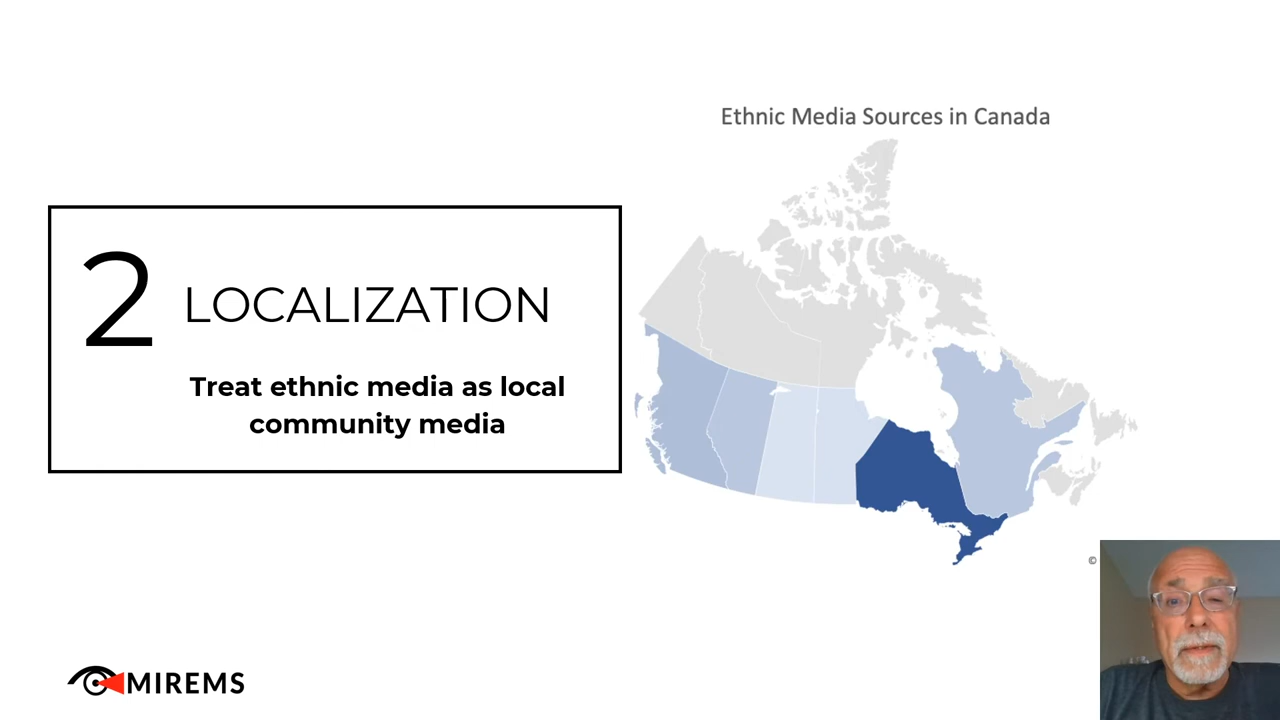 Ethnic Media Sources in Canada
2
LOCALIZATION
Treat ethnic media as local
community media
©
MIREMS